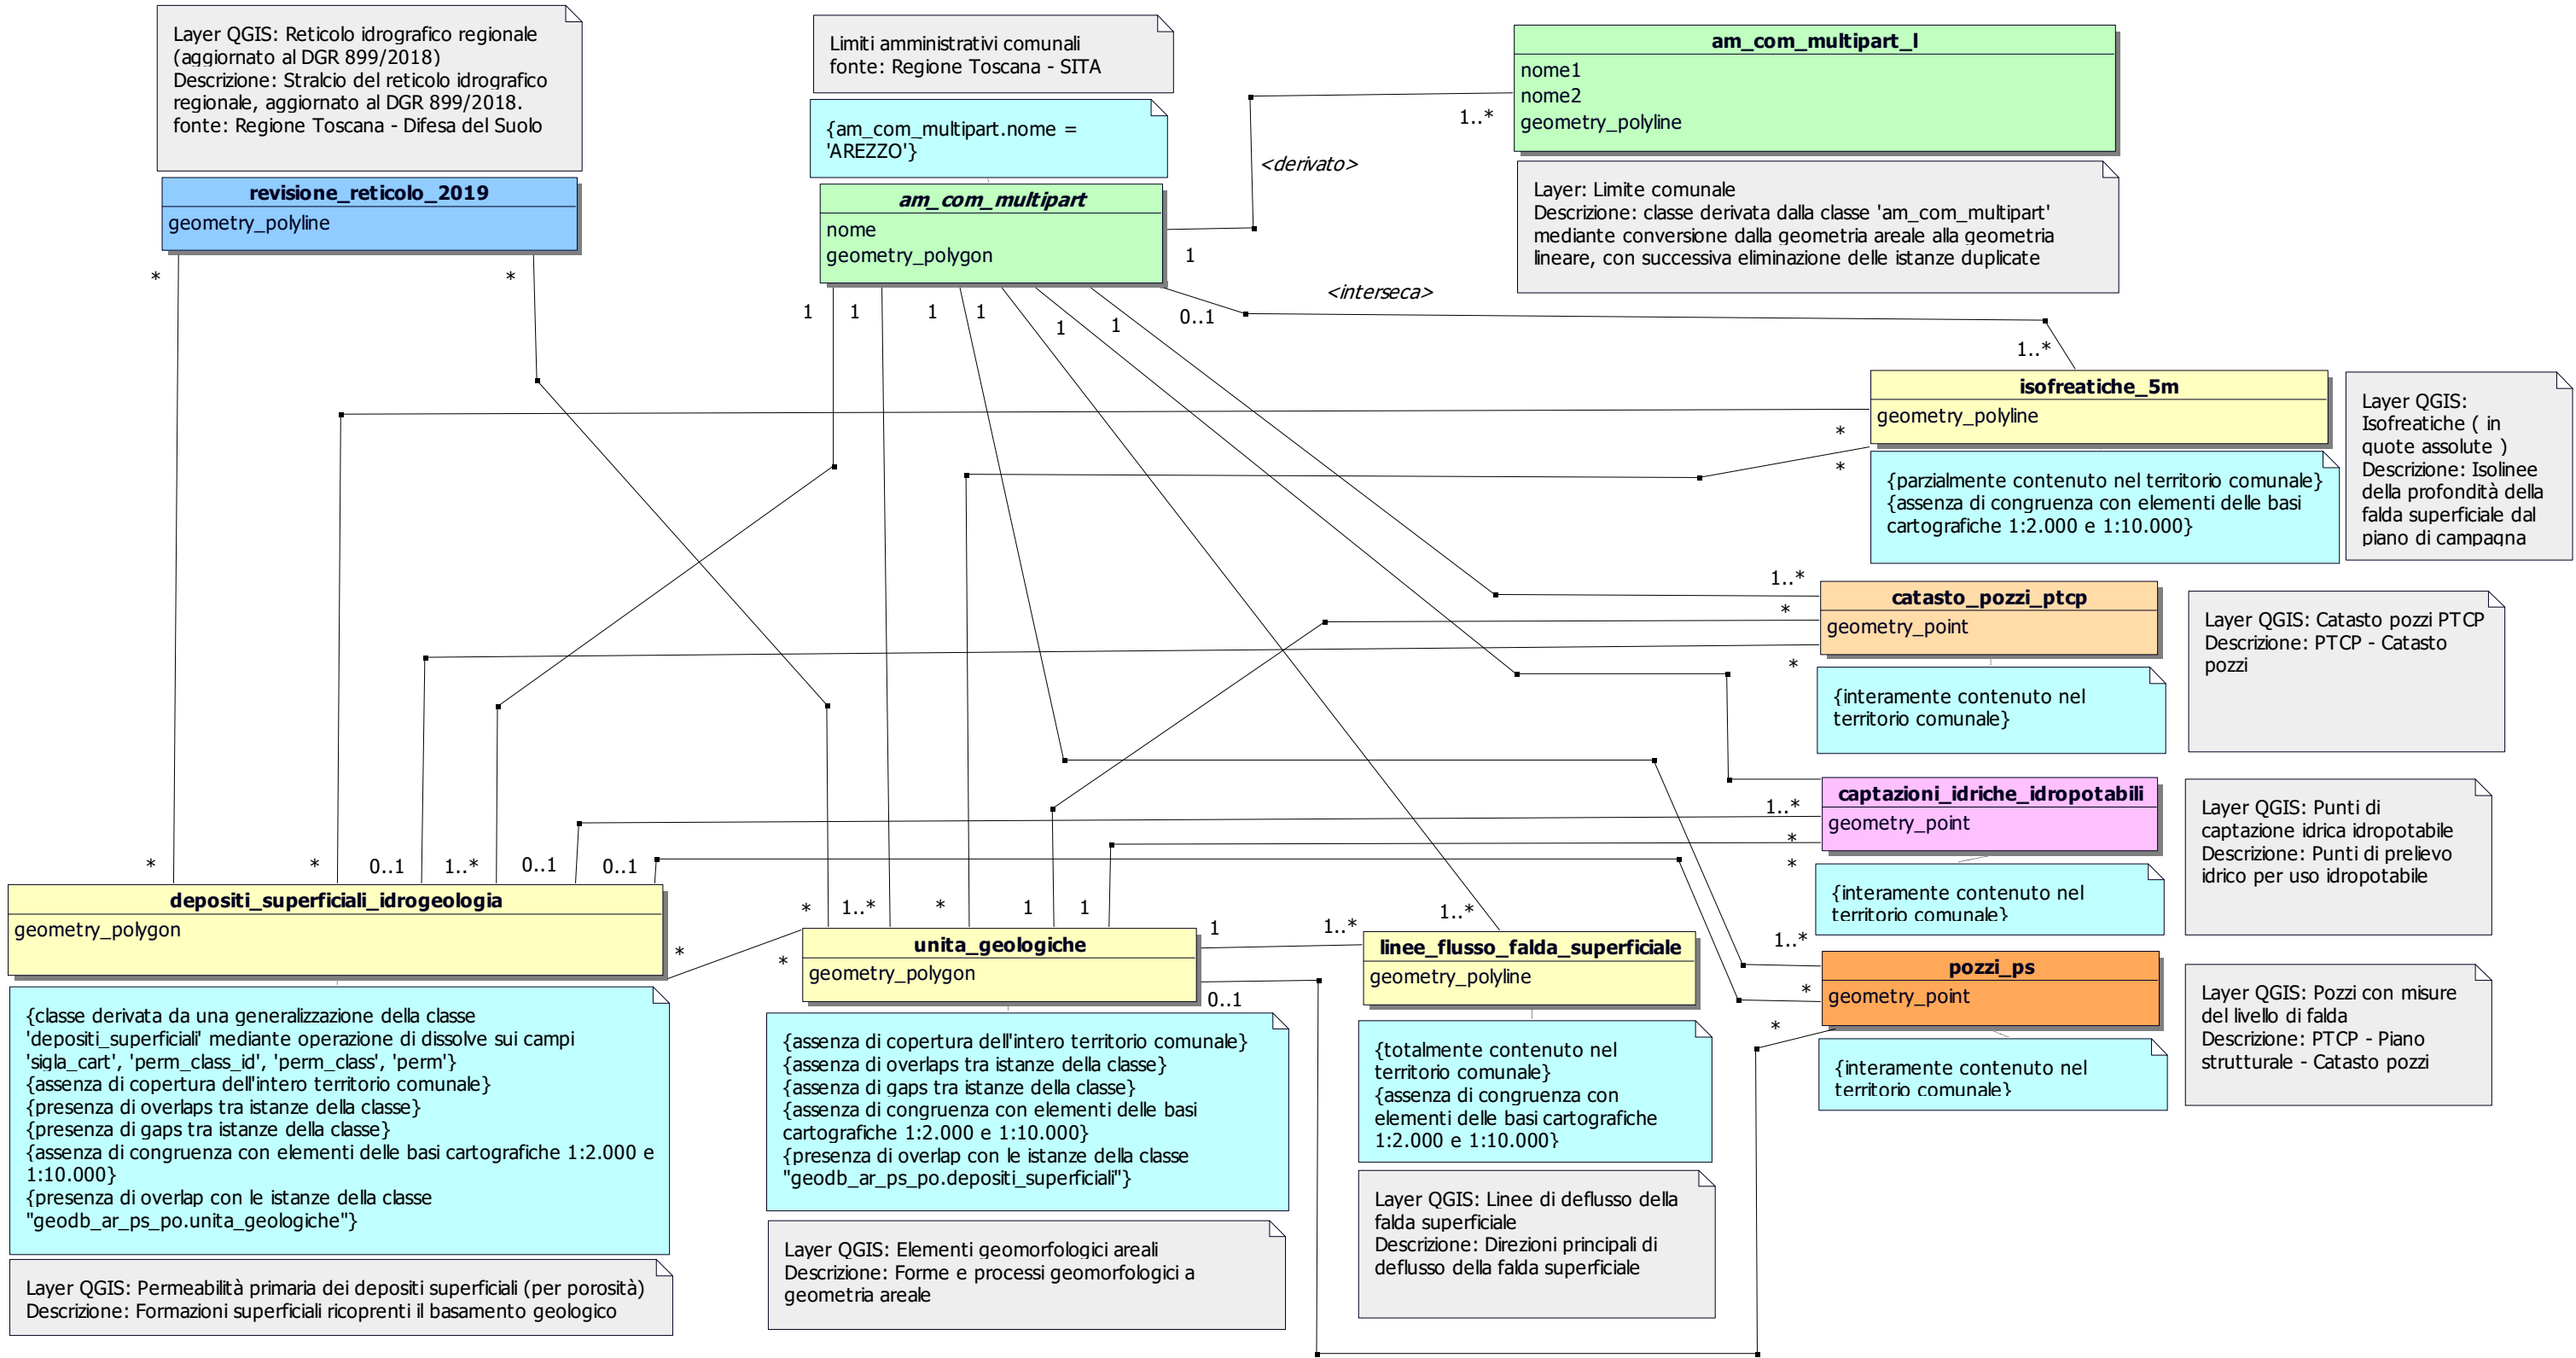 Layer QGIS: Reticolo idrografico regionale
(aggiornato al DGR 899/2018)
Descrizione: Stralcio del reticolo idrografico
regionale, aggiornato al DGR 899/2018.
fonte: Regione Toscana - Difesa del Suolo
revisione_reticolo_2019
geometry_polyline
*
*
Limiti amministrativi comunali
fonte: Regione Toscana - SITA
{am_com_multipart.nome =
'AREZZO'}
am_com_multipart
nome
geometry_polygon
am_com_multipart_l
nome1
nome2
geometry_polyline
1..*
<derivato>
1
Layer: Limite comunale
Descrizione: classe derivata dalla classe 'am_com_multipart'
mediante conversione dalla geometria areale alla geometria
lineare, con successiva eliminazione delle istanze duplicate
<interseca>
1
1
1
1
1
1
0..1
1..*
isofreatiche_5m
geometry_polyline
*
*
{parzialmente contenuto nel territorio comunale}
{assenza di congruenza con elementi delle basi
cartografiche 1:2.000 e 1:10.000}
Layer QGIS:
Isofreatiche ( in
quote assolute )
Descrizione: Isolinee
della profondità della
falda superficiale dal
piano di campagna
1..*
*
catasto_pozzi_ptcp
geometry_point
*
{interamente contenuto nel
territorio comunale}
Layer QGIS: Catasto pozzi PTCP
Descrizione: PTCP - Catasto
pozzi
captazioni_idriche_idropotabili
geometry_point
1..*
*
*
{interamente contenuto nel
territorio comunale}
Layer QGIS: Punti di
captazione idrica idropotabile
Descrizione: Punti di prelievo
idrico per uso idropotabile
1..*
pozzi_ps
geometry_point
*
*
{interamente contenuto nel
territorio comunale}
Layer QGIS: Pozzi con misure
del livello di falda
Descrizione: PTCP - Piano
strutturale - Catasto pozzi
*
*
0..1
1..*
0..1
0..1
depositi_superficiali_idrogeologia
geometry_polygon
*
{classe derivata da una generalizzazione della classe
'depositi_superficiali' mediante operazione di dissolve sui campi
'sigla_cart', 'perm_class_id', 'perm_class', 'perm'}
{assenza di copertura dell'intero territorio comunale}
{presenza di overlaps tra istanze della classe}
{presenza di gaps tra istanze della classe}
{assenza di congruenza con elementi delle basi cartografiche 1:2.000 e
1:10.000}
{presenza di overlap con le istanze della classe
"geodb_ar_ps_po.unita_geologiche"}
Layer QGIS: Permeabilità primaria dei depositi superficiali (per porosità)
Descrizione: Formazioni superficiali ricoprenti il basamento geologico
*
1..*
*
1
1
*
unita_geologiche
geometry_polygon
1
0..1
{assenza di copertura dell'intero territorio comunale}
{assenza di overlaps tra istanze della classe}
{assenza di gaps tra istanze della classe}
{assenza di congruenza con elementi delle basi
cartografiche 1:2.000 e 1:10.000}
{presenza di overlap con le istanze della classe
"geodb_ar_ps_po.depositi_superficiali"}
Layer QGIS: Elementi geomorfologici areali
Descrizione: Forme e processi geomorfologici a
geometria areale
1..*
1..*
linee_flusso_falda_superficiale
geometry_polyline
{totalmente contenuto nel
territorio comunale}
{assenza di congruenza con
elementi delle basi cartografiche
1:2.000 e 1:10.000}
Layer QGIS: Linee di deflusso della
falda superficiale
Descrizione: Direzioni principali di
deflusso della falda superficiale